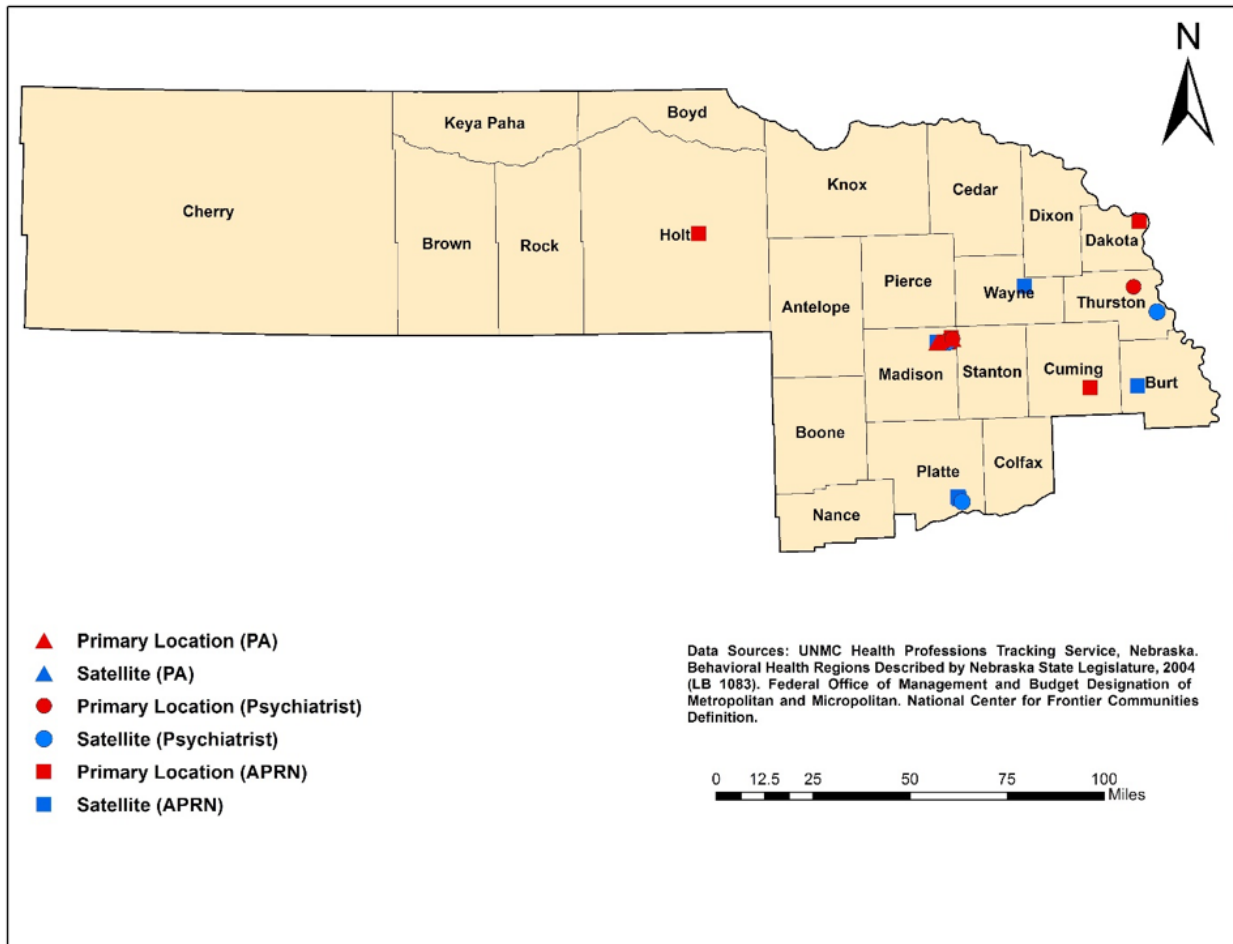 N
Keya Paha
Boyd
Cherry
Brown
Rock
Holt
Knox
Cedar
Dixon
Dakota
Antelope
Pierce
Wayne
Thurston
Madison
Stanton
Cuming
Burt
Boone
Platte
Colfax
Nance
Primary Location (PA)
Satellite (PA)
Primary Location (Psychiatrist)
Satellite (Psychiatrist)
Primary Location (APRN)
Satellite (APRN)
Data Sources: UNMC Health Professions Tracking Service, Nebraska.
Behavioral Health Regions Described by Nebraska State Legislature, 2004
(LB 1083). Federal Office of Management and Budget Designation of
Metropolitan and Micropolitan. National Center for Frontier Communities
Definition.
0 12.5 25 50 75 100
Miles